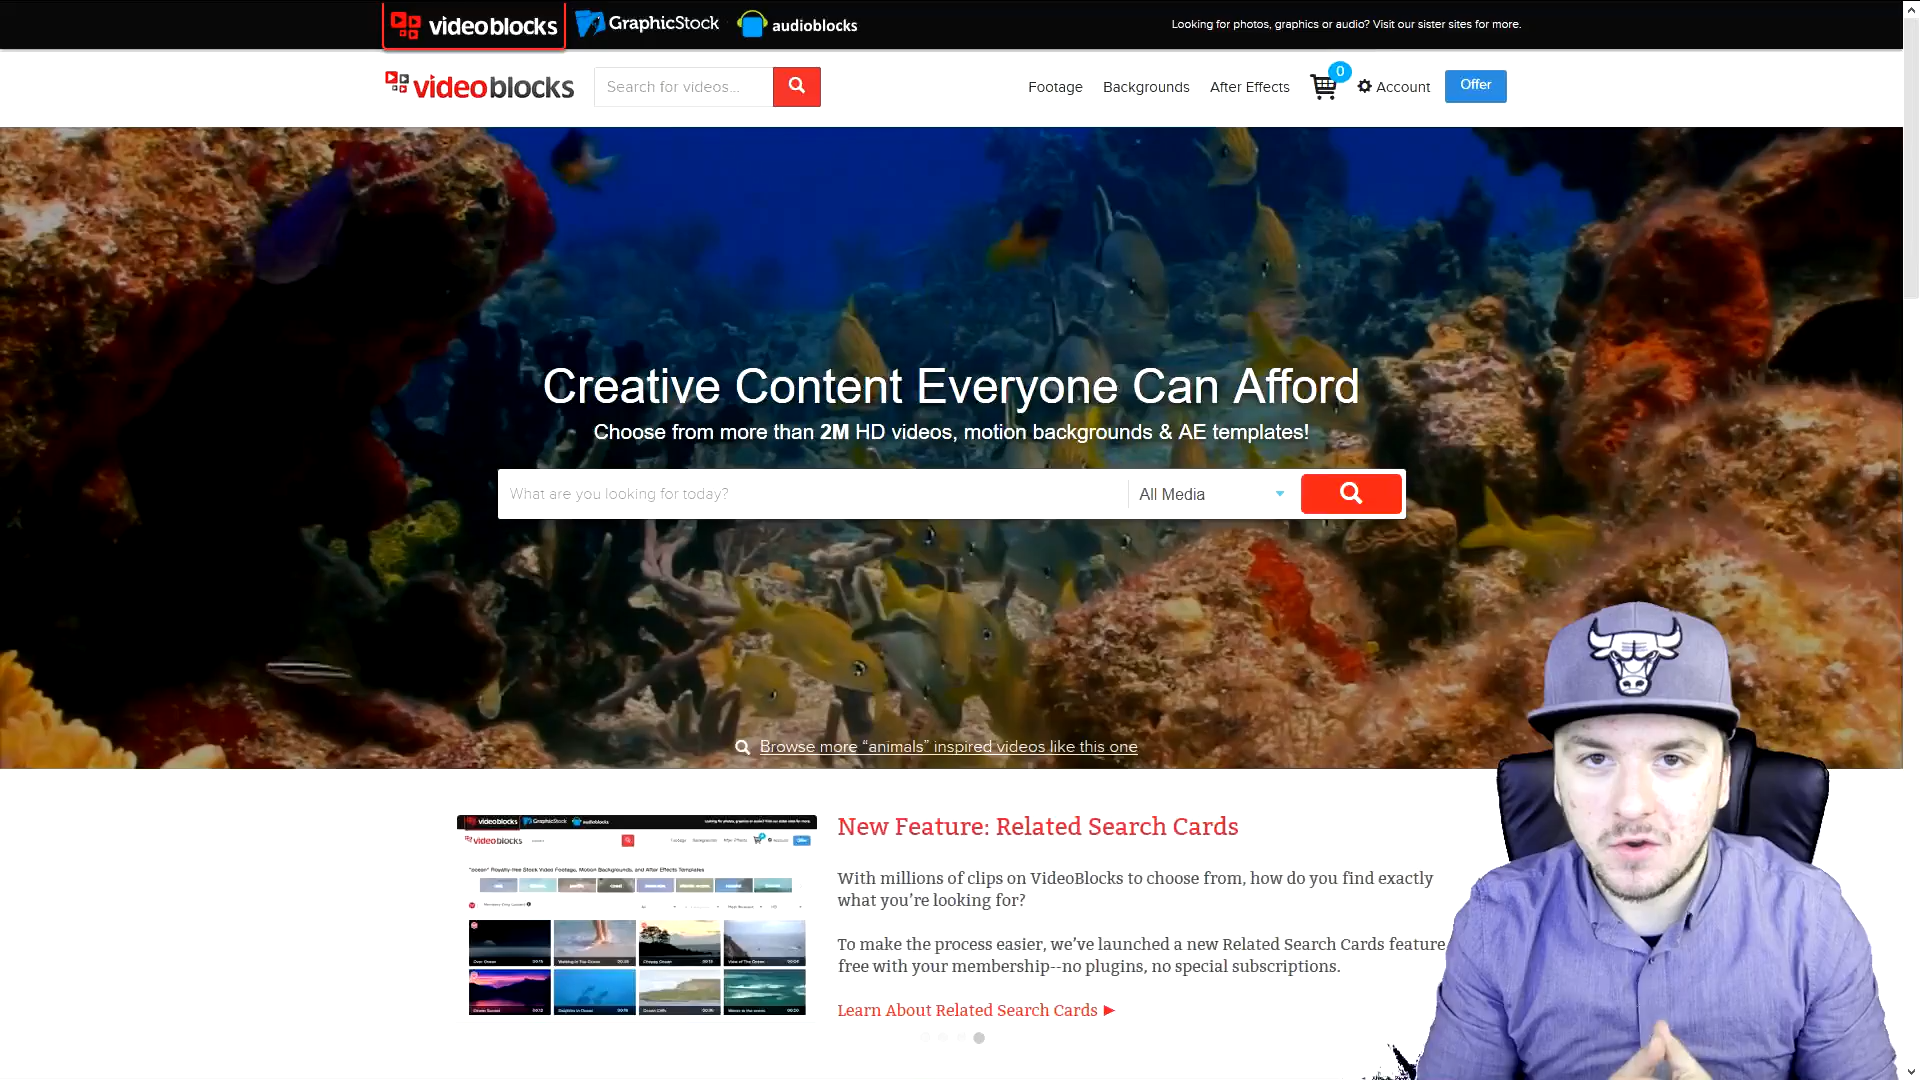 videoblocks
GraphicStock
audioblocks
Looking for photos, graphics or audio? Visit our sister sites for more.
videoblocks
Search for videos...
Footage
Backgrounds
After Effects
0
Account
Offer
Creative Content Everyone Can Afford
Choose from more than 2M HD videos, motion backgrounds & AE templates!
What are you looking for today?
All Media
Browse more “animals” inspired videos like this one
videoblocks
GraphicStock
audioblocks
videoblocks
New Feature: Related Search Cards
With millions of clips on VideoBlocks to choose from, how do you find exactly
what you’re looking for?
To make the process easier, we’ve launched a new Related Search Cards feature
free with your membership--no plugins, no special subscriptions.
Learn About Related Search Cards